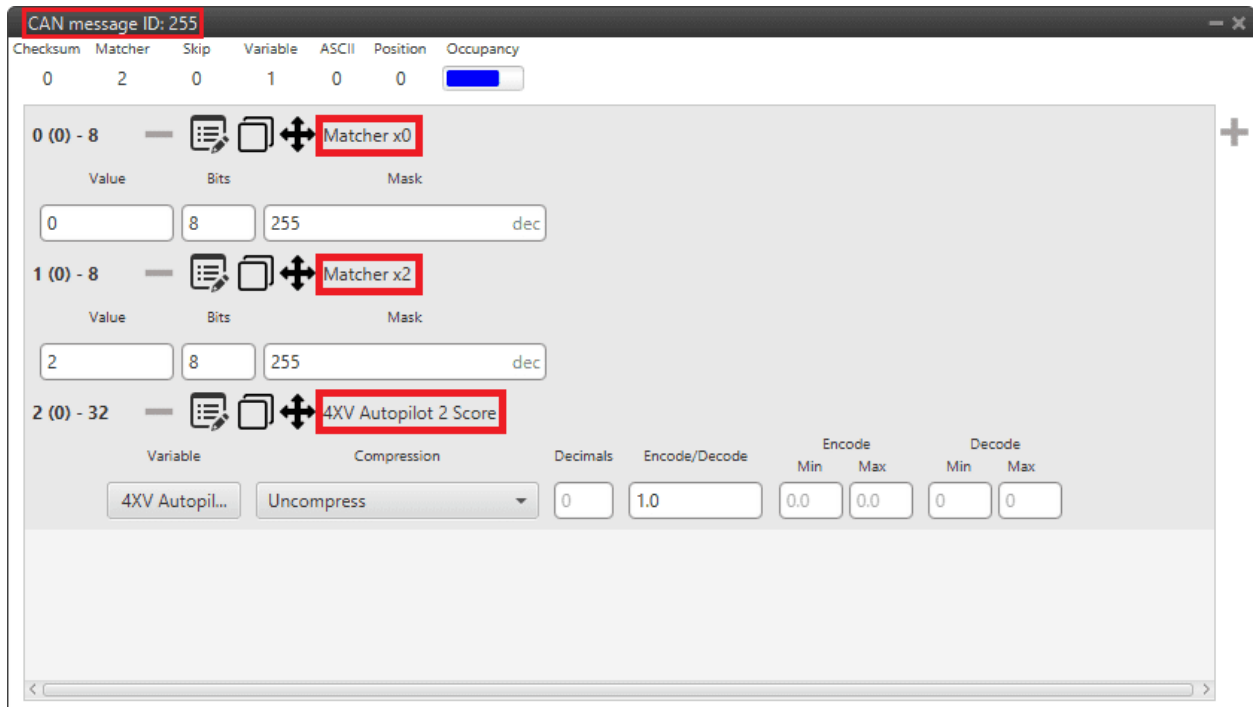 CAN message ID: 255
Checksum Matcher Skip Variable ASCII Position Occupancy
0 2 0 1 0 0
0 (0) - 8 Matcher x0
Value Bits Mask
0 8 255 dec
1 (0) - 8 Matcher x2
Value Bits Mask
2 8 255 dec
2 (0) - 32 4XV Autopilot 2 Score
Variable Compression Decimals Encode/Decode Encode Decode
Min Max Min Max
4XV Autopil... Uncompress 0 1.0 0.0 0.0 0 0